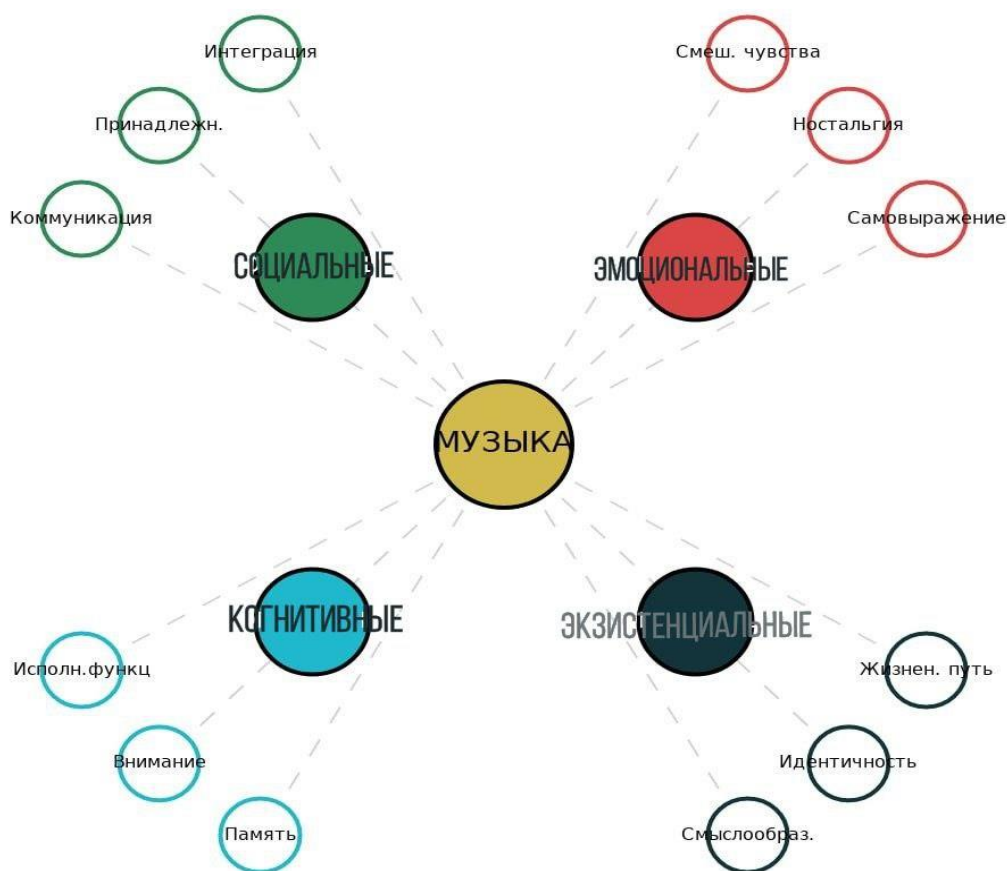 Интеграция
Смеш. чувства
Принадлежн.
Ностальгия
Коммуникация
Самовыражение
СОЦИАЛЬНЫЕ
ЭМОЦИОНАЛЬНЫЕ
МУЗЫКА
КОГНИТИВНЫЕ
ЭКЗИСТЕНЦИАЛЬНЫЕ
Исполн.функц
Жизнен. путь
Внимание
Идентичность
Память
Смыслообраз.